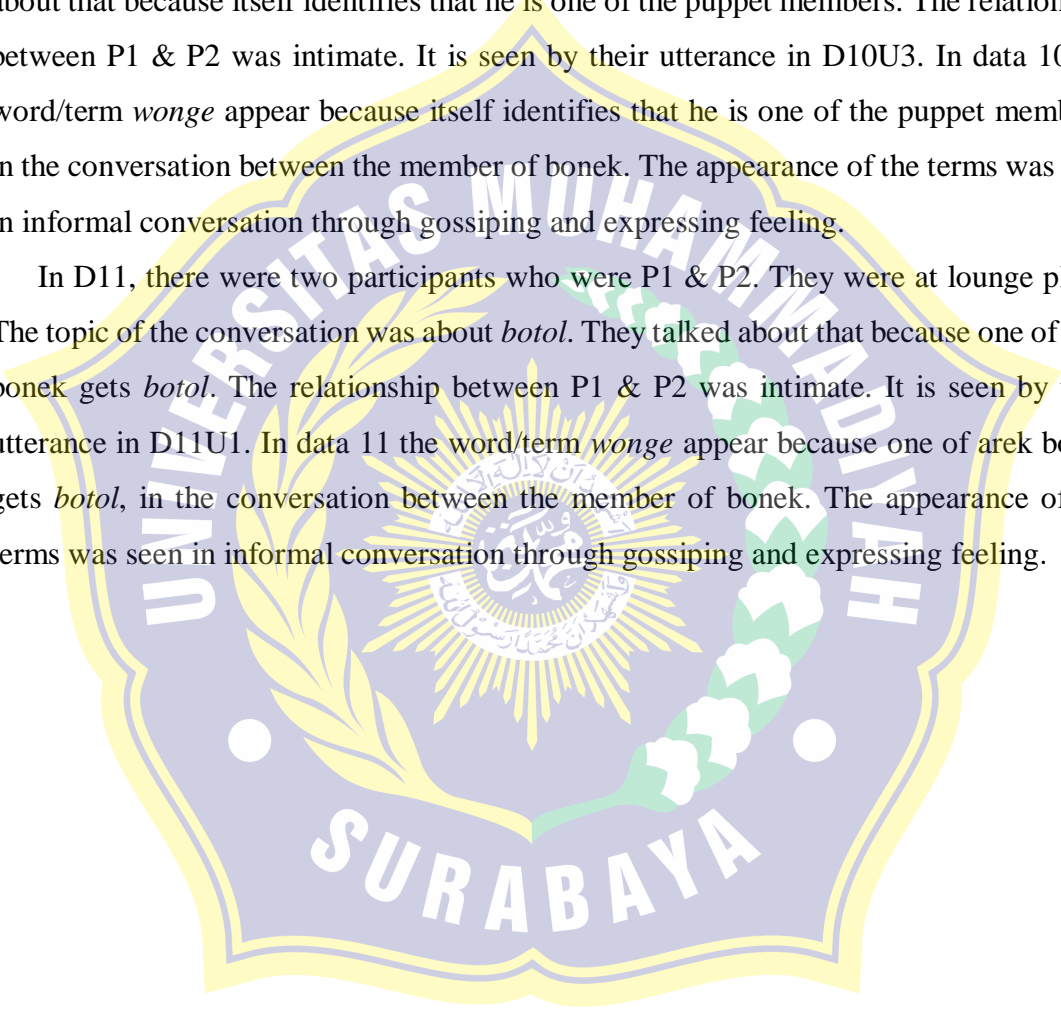 about that because itself identifies that he is one of the puppet members. The relation
between P1 & P2 was intimate. It is seen by their utterance in D10U3. In data 10
word/term wonge appear because itself identifies that he is one of the puppet memb
in the conversation between the member of bonek. The appearance of the terms was
in informal conversation through gossiping and expressing feeling.
In D11, there were two participants who were P1 & P2. They were at lounge pl
The topic of the conversation was about botol. They talked about that because one of
bonek gets botol. The relationship between P1 & P2 was intimate. It is seen by
utterance in D11U1. In data 11 the word/term wonge appear because one of arek be
gets botol, in the conversation between the member of bonek. The appearance of
terms was seen in informal conversation through gossiping and expressing feeling.
UNIVERSITAS MUHAMMADIYAH
SURABAYA